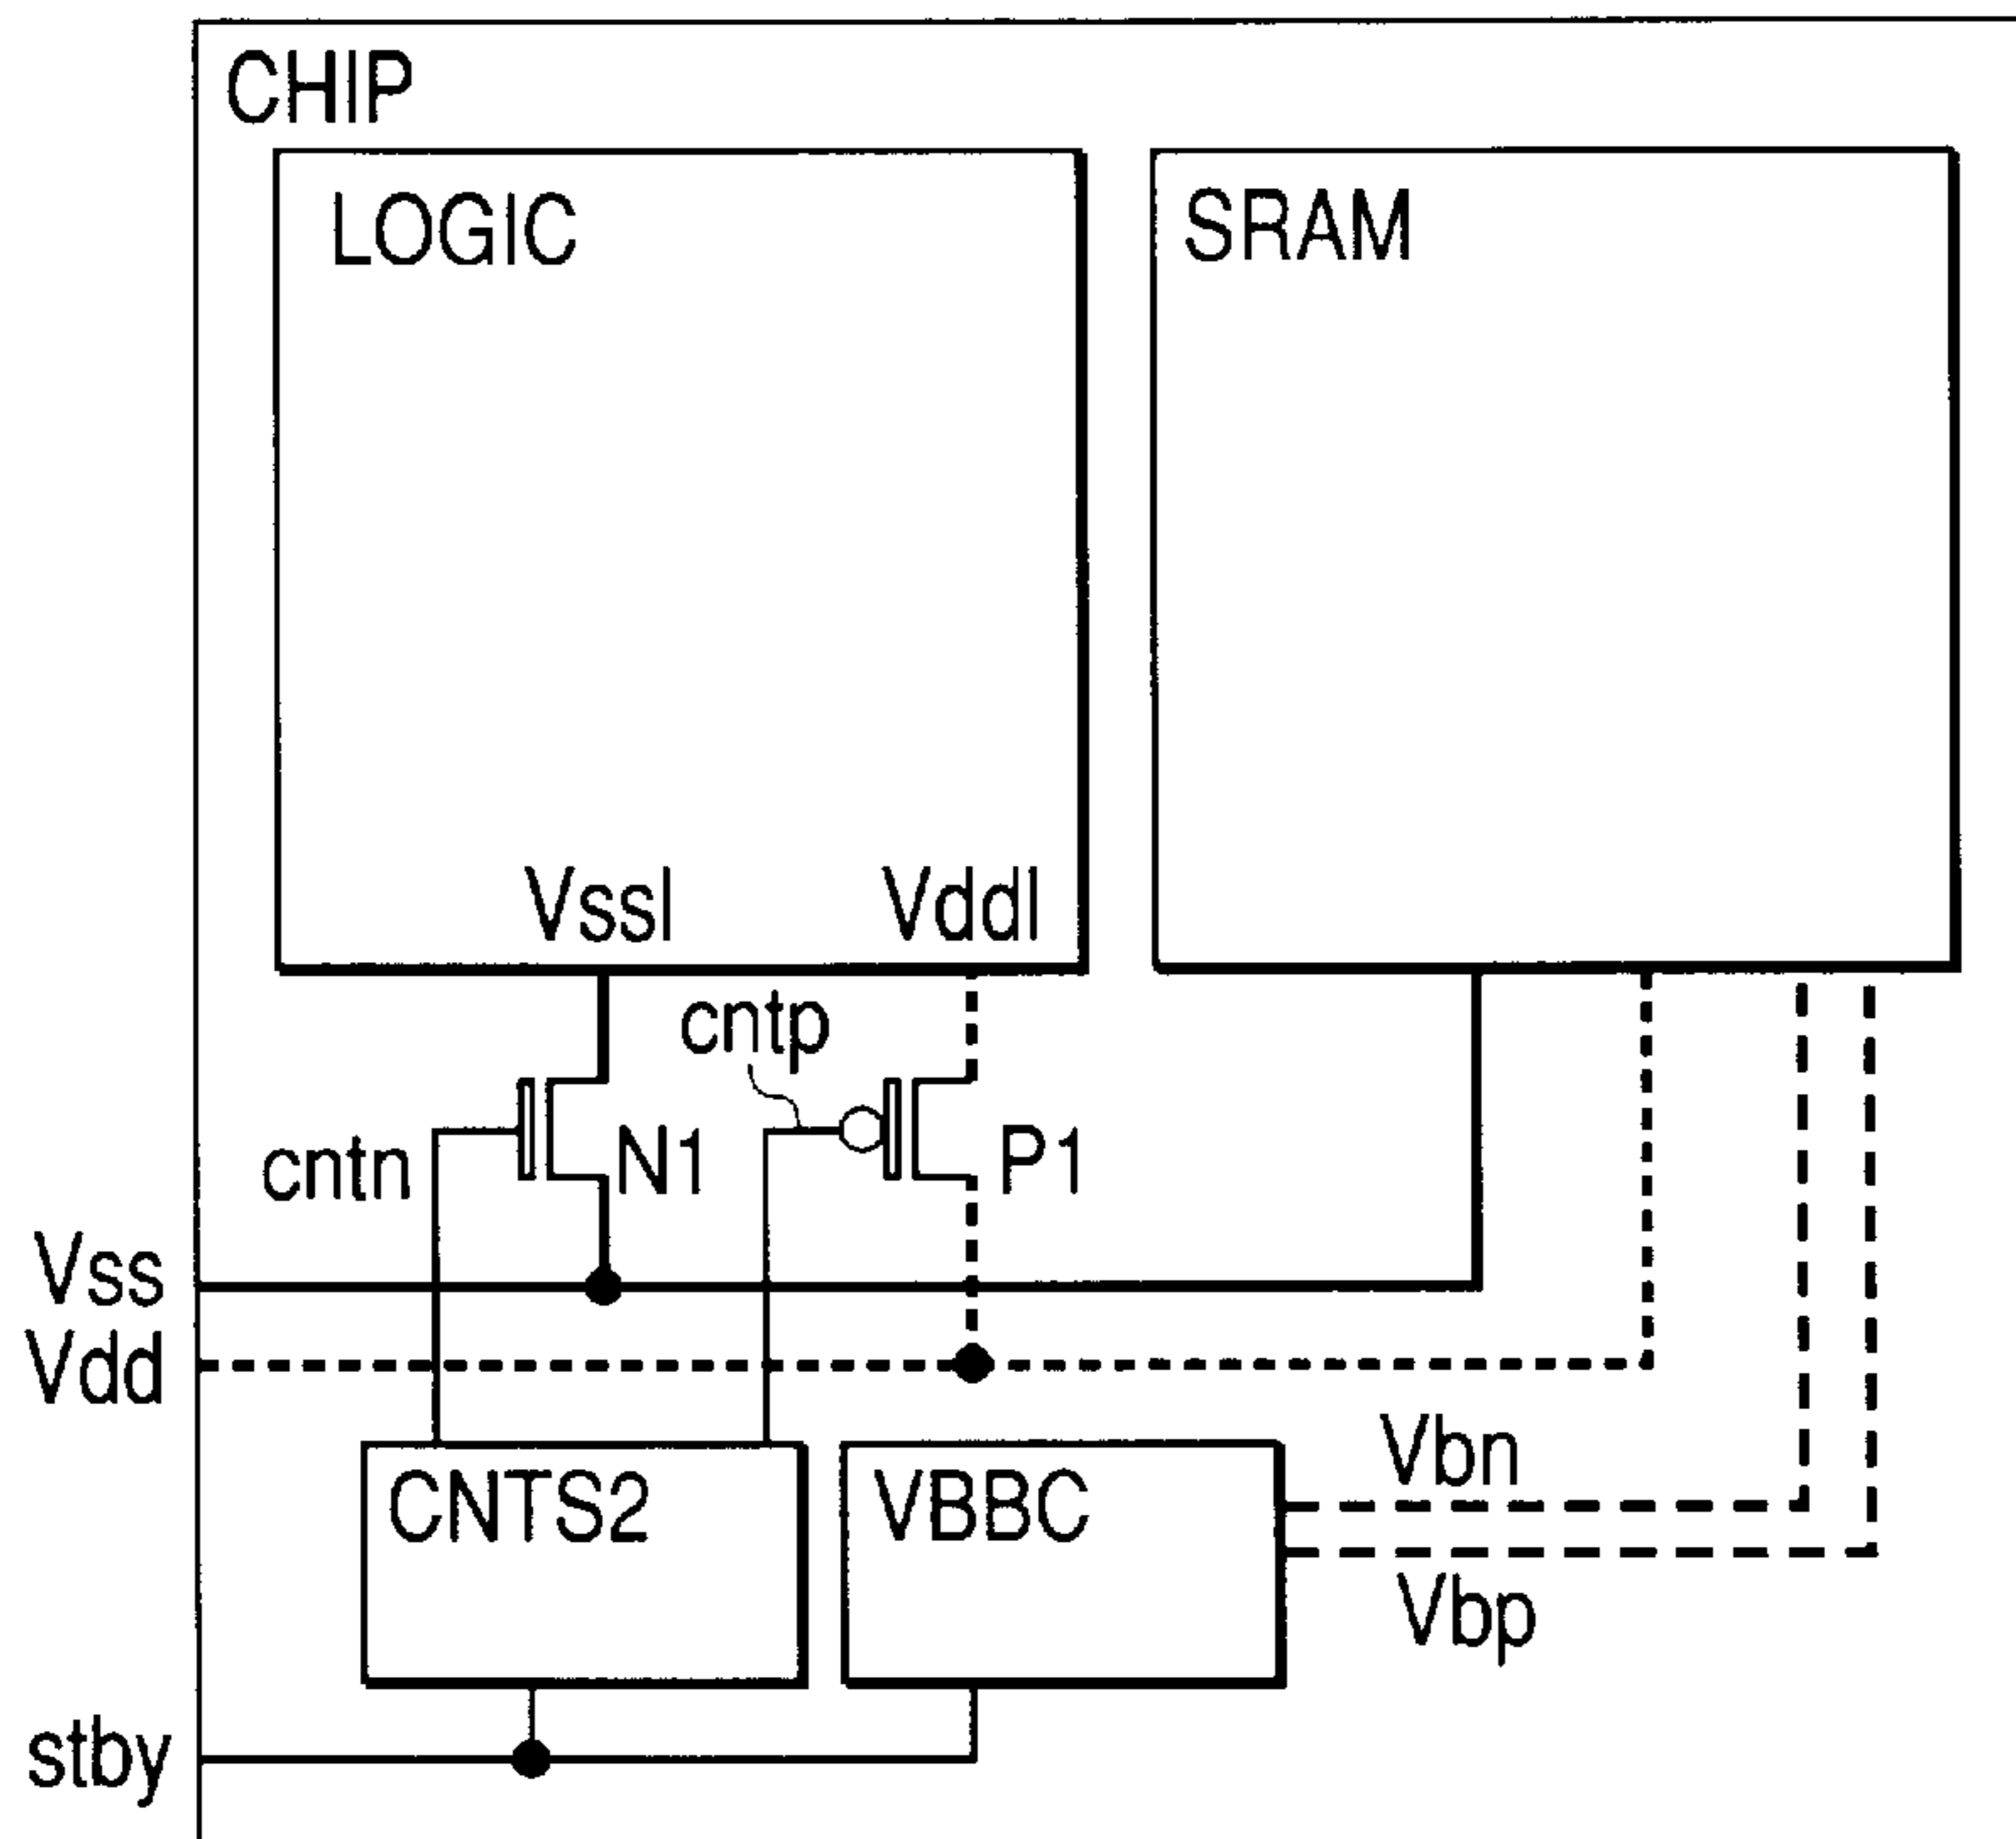 CHIP
LOGIC
SRAM
Vssl
Vddl
cntp
cntn
N1
P1
Vss
Vdd
CNTS2
VBBC
Vbn
Vbp
stby